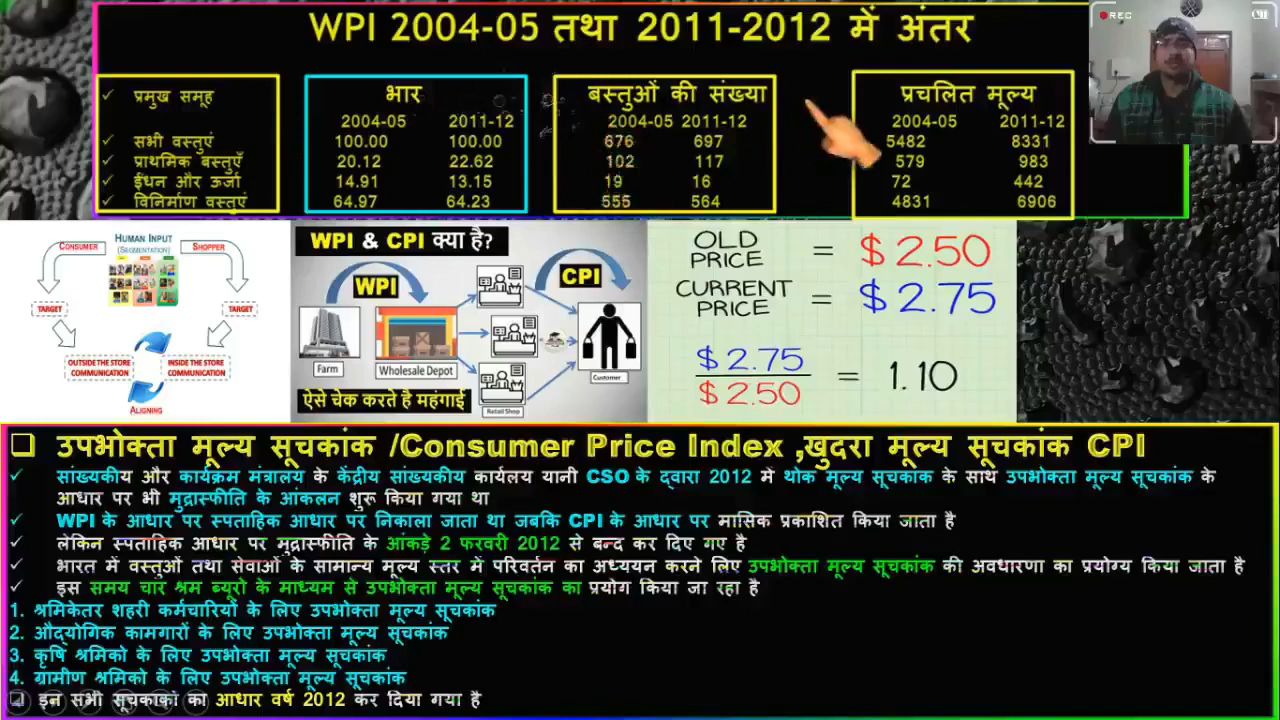 WPI 2004-05 तथा 2011-2012 में अंतर
REC
✓ प्रमुख समूह
✓ सभी वस्तुएं
✓ प्राथमिक बस्तुएँ
✓ ईंधन और ऊर्जा
✓ विनिर्माण वस्तुएं
भार
2004-05 2011-12
100.00 100.00
20.12 22.62
14.91 13.15
64.97 64.23
बस्तुओं की संख्या
2004-05 2011-12
676 697
102 117
19 16
555 564
प्रचलित मूल्य
2004-05 2011-12
5482 8331
579 983
72 442
4831 6906
CONSUMER
HUMAN INPUT
(SEGMENTATION)
SHOPPER
TARGET
TARGET
OUTSIDE THE STORE
COMMUNICATION
INSIDE THE STORE
COMMUNICATION
ALIGNING
WPI & CPI क्या है?
WPI
CPI
Farm
Wholesale Depot
Retail Shop
Customer
ऐसे चेक करते है महंगाई
OLD
PRICE = $2.50
CURRENT
PRICE = $2.75
$2.75
$2.50
= 1.10
❑ उपभोक्ता मूल्य सूचकांक /Consumer Price Index ,खुदरा मूल्य सूचकांक CPI
✓ सांख्यकीय और कार्यक्रम मंत्रालय के केंद्रीय सांख्यकीय कार्यलय यानी CSO के द्वारा 2012 में थोक मूल्य सूचकांक के साथ उपभोक्ता मूल्य सूचकांक के
आधार पर भी मुद्रास्फीति के आंकलन शुरू किया गया था
✓ WPI के आधार पर स्पताहिक आधार पर निकाला जाता था जबकि CPI के आधार पर मासिक प्रकाशित किया जाता है
✓ लेकिन स्पताहिक आधार पर मुद्रास्फीति के आंकड़े 2 फरवरी 2012 से बन्द कर दिए गए है
✓ भारत में वस्तुओं तथा सेवाओं के सामान्य मूल्य स्तर में परिवर्तन का अध्ययन करने लिए उपभोक्ता मूल्य सूचकांक की अवधारणा का प्रयोग्य किया जाता है
✓ इस समय चार श्रम ब्यूरो के माध्यम से उपभोक्ता मूल्य सूचकांक का प्रयोग किया जा रहा है
1. श्रमिकेतर शहरी कर्मचारियों के लिए उपभोक्ता मूल्य सूचकांक
2. औद्योगिक कामगारों के लिए उपभोक्ता मूल्य सूचकांक
3. कृषि श्रमिको के लिए उपभोक्ता मूल्य सूचकांक
4. ग्रामीण श्रमिको के लिए उपभोक्ता मूल्य सूचकांक
❑ इन सभी सूचकाकों का आधार वर्ष 2012 कर दिया गया है